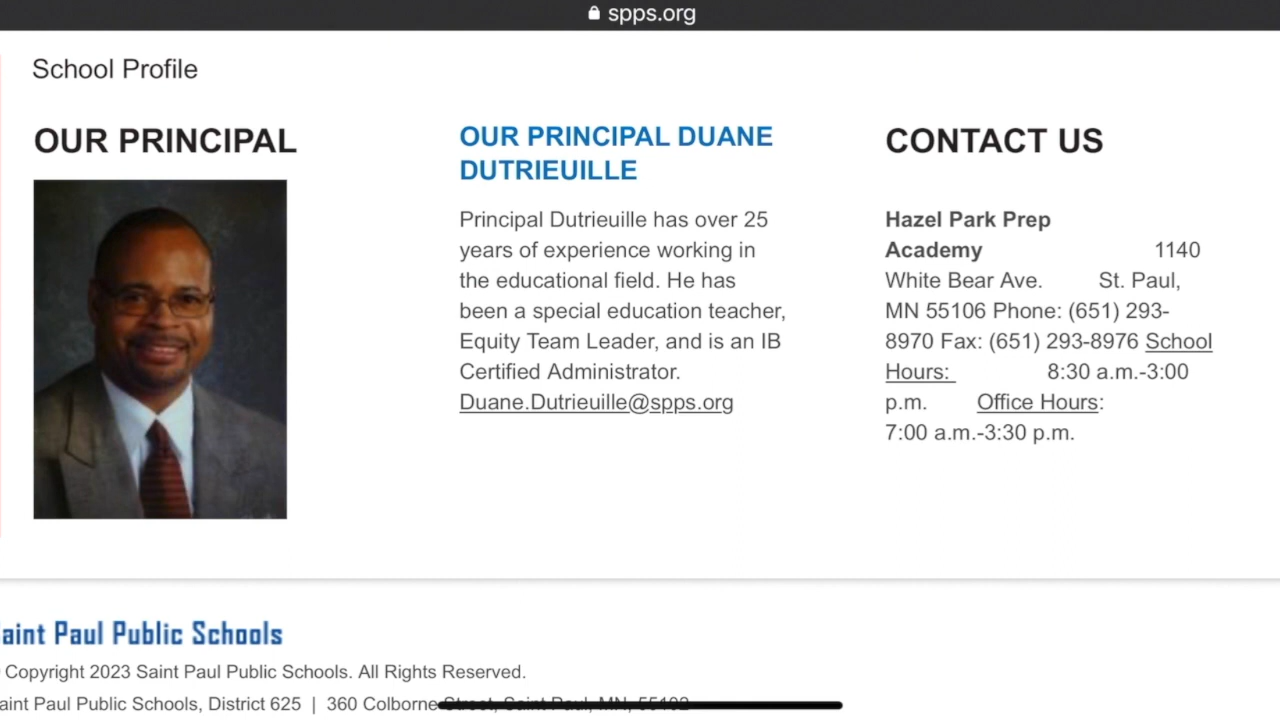 spps.org
School Profile
OUR PRINCIPAL
OUR PRINCIPAL DUANE
DUTRIEUILLE
Principal Dutrieuille has over 25
years of experience working in
the educational field. He has
been a special education teacher,
Equity Team Leader, and is an IB
Certified Administrator.
Duane.Dutrieuille@spps.org
CONTACT US
Hazel Park Prep
Academy 1140
White Bear Ave. St. Paul,
MN 55106 Phone: (651) 293-
8970 Fax: (651) 293-8976 School
Hours: 8:30 a.m.-3:00
p.m. Office Hours:
7:00 a.m.-3:30 p.m.
aint Paul Public Schools
Copyright 2023 Saint Paul Public Schools. All Rights Reserved.
aint Paul Public Schools, District 625 | 360 Colborne Street, Saint Paul, MN, 55102